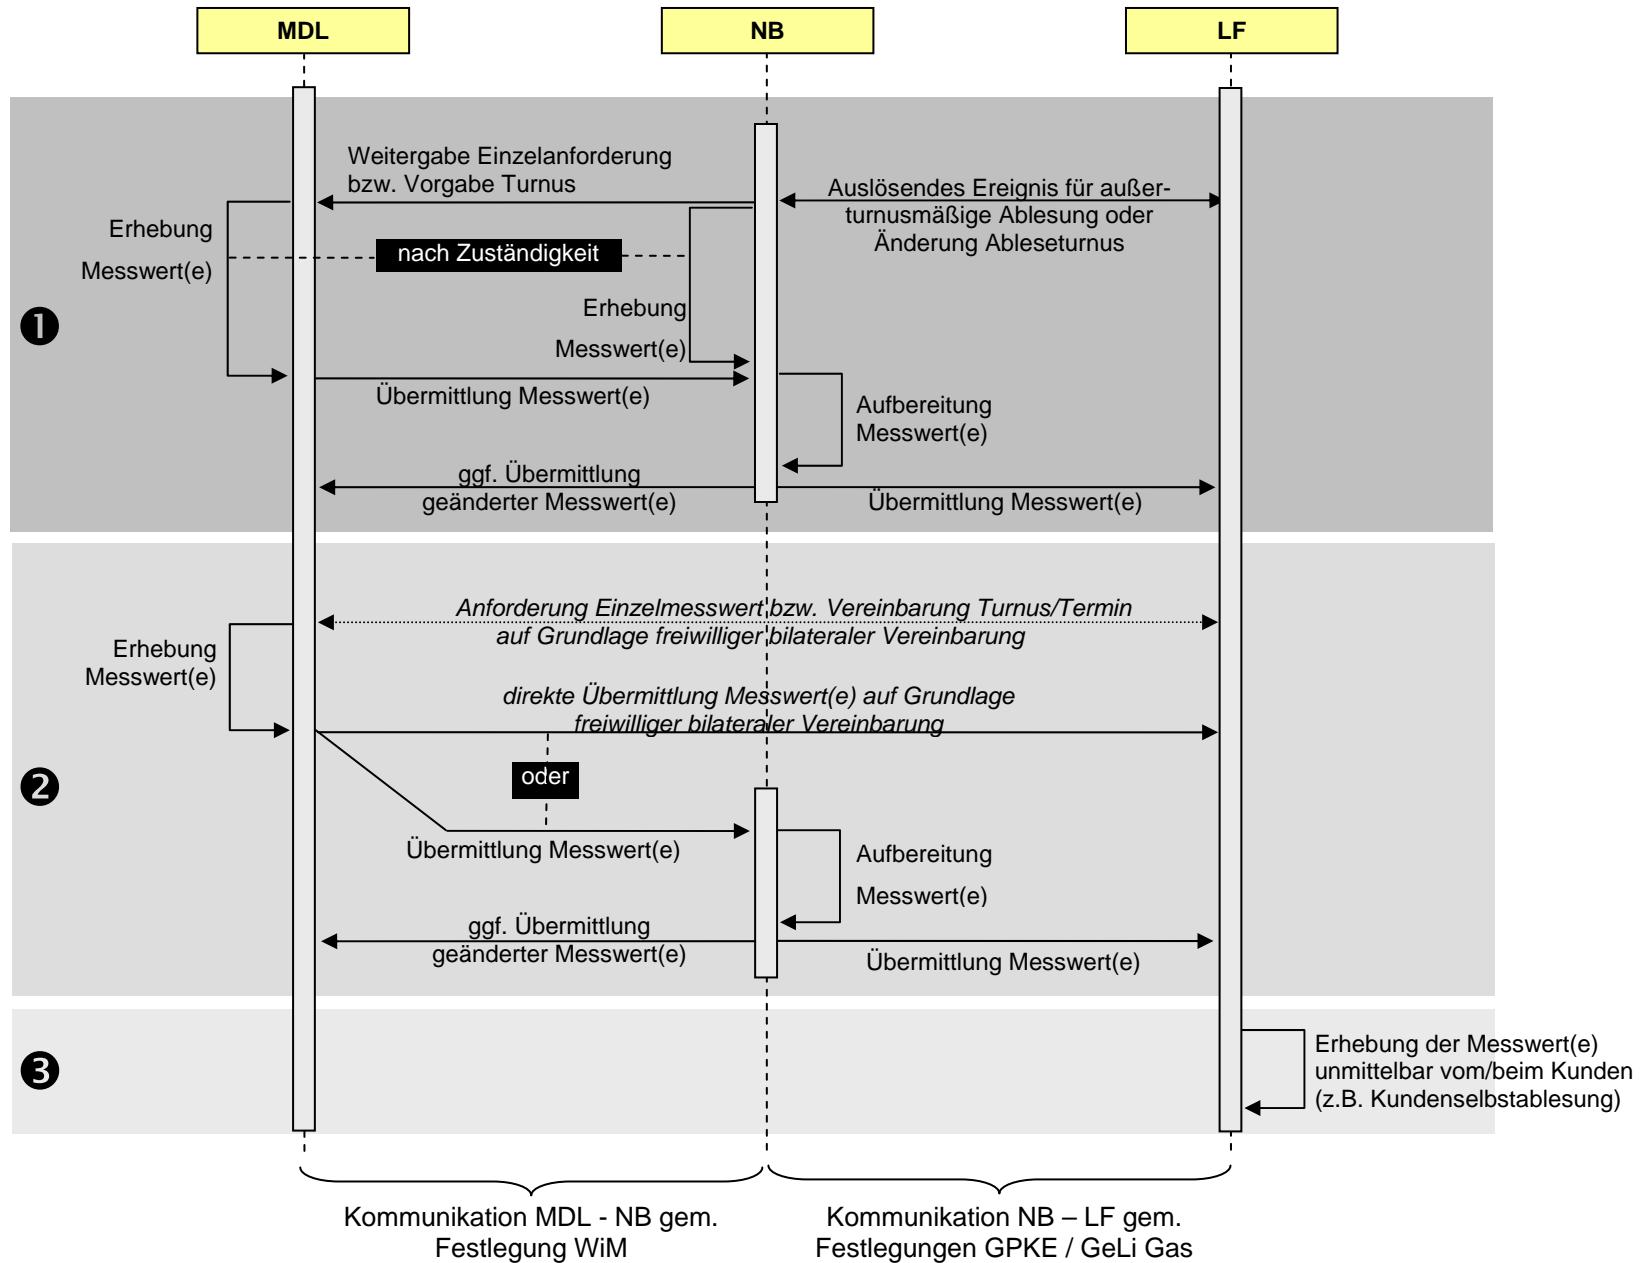 MDL
NB
LF
Weitergabe Einzelanforderung
bzw. Vorgabe Turnus
Auslösendes Ereignis für außer-
turnusmäßige Ablesung oder
Änderung Ableseturnus
Erhebung
Messwert(e)
nach Zuständigkeit
Erhebung
Messwert(e)
❶
Übermittlung Messwert(e)
Aufbereitung
Messwert(e)
ggf. Übermittlung
geänderter Messwert(e)
Übermittlung Messwert(e)
Anforderung Einzelmesswert bzw. Vereinbarung Turnus/Termin
auf Grundlage freiwilliger bilateraler Vereinbarung
Erhebung
Messwert(e)
direkte Übermittlung Messwert(e) auf Grundlage
freiwilliger bilateraler Vereinbarung
❷
oder
Übermittlung Messwert(e)
Aufbereitung
Messwert(e)
ggf. Übermittlung
geänderter Messwert(e)
Übermittlung Messwert(e)
❸
Erhebung der Messwert(e)
unmittelbar vom/beim Kunden
(z.B. Kundenselbstablesung)
Kommunikation MDL - NB gem.
Festlegung WiM
Kommunikation NB – LF gem.
Festlegungen GPKE / GeLi Gas